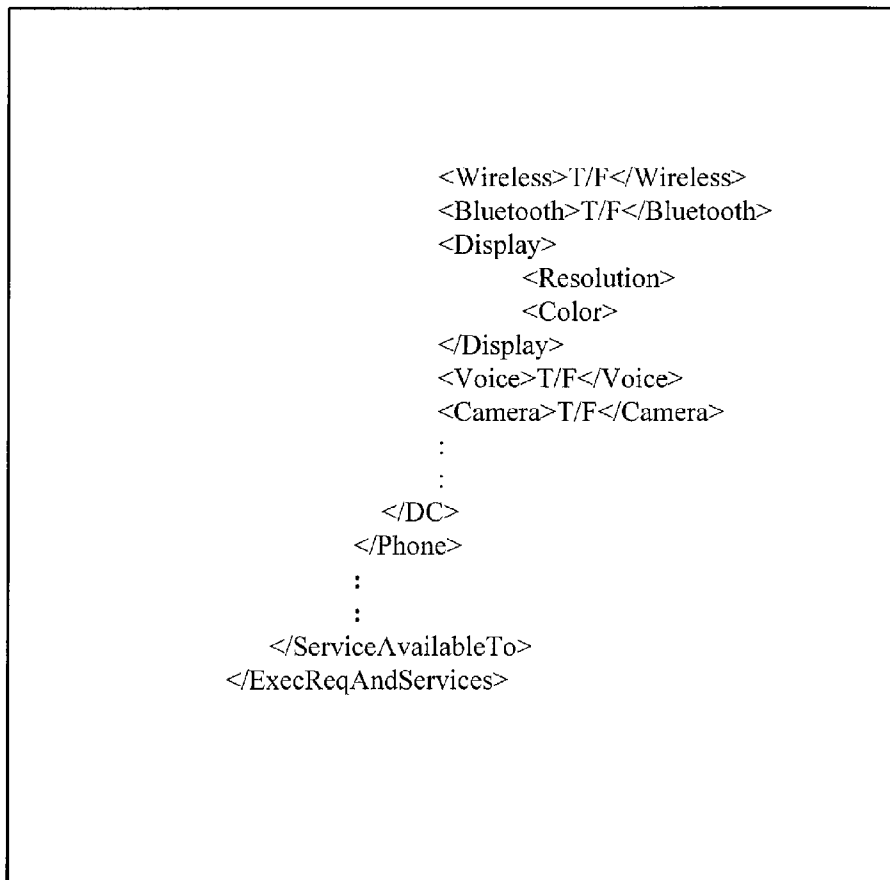 <Wireless>T/F</Wireless>
<Bluetooth>T/F</Bluetooth>
<Display>
<Resolution>
<Color>
</Display>
<Voice>T/F</Voice>
<Camera>T/F</Camera>
:
:
</DC>
</Phone>
:
:
</ServiceAvailableTo>
</ExecReqAndServices>